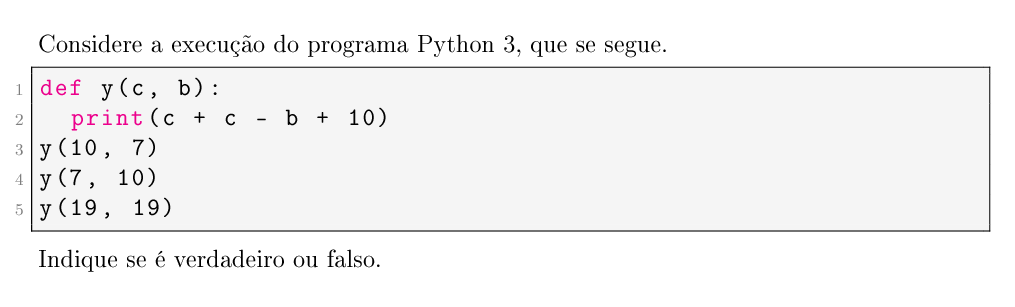 Considere a execução do programa Python 3, que se segue.
1 def y(c, b):
2   print(c + c - b + 10)
3 y(10, 7)
4 y(7, 10)
5 y(19, 19)
Indique se é verdadeiro ou falso.